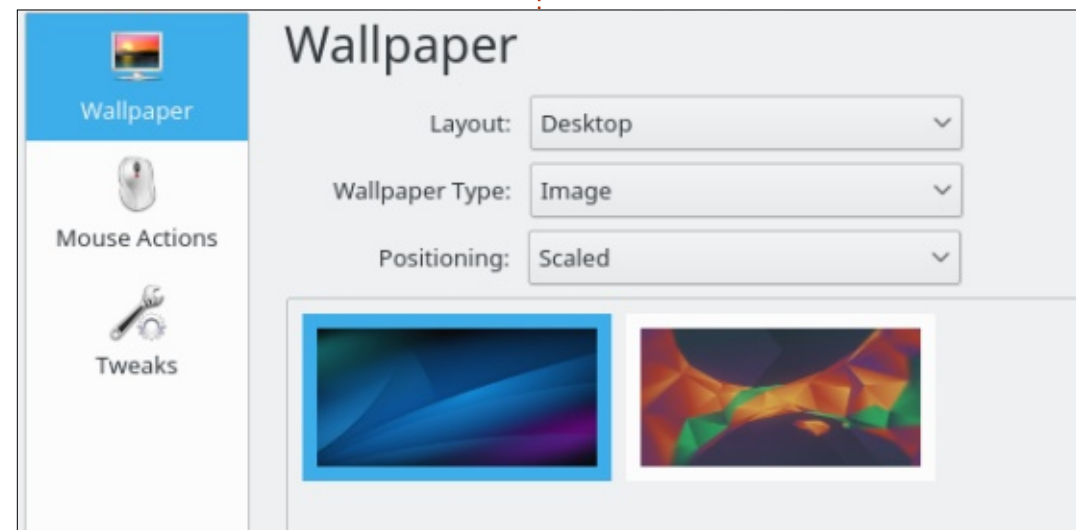 Wallpaper
Mouse Actions
Tweaks
Wallpaper
Layout: Desktop
Wallpaper Type: Image
Positioning: Scaled